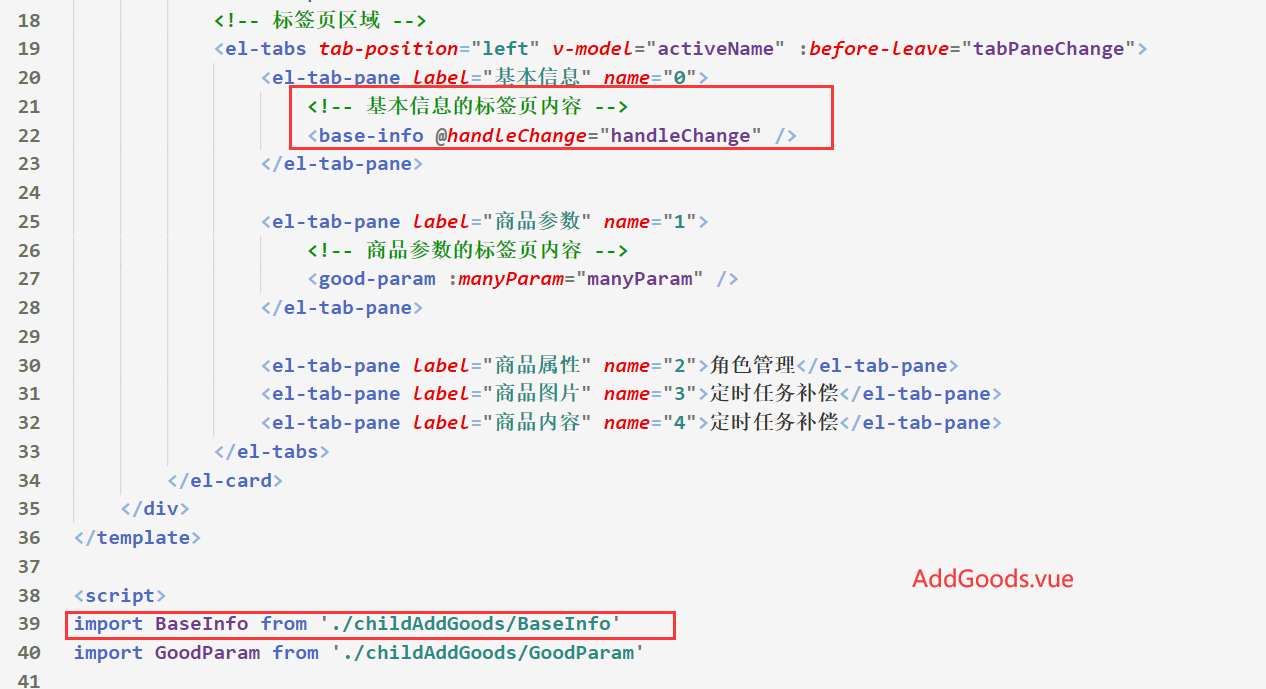 18 <!-- 标签页区域 -->
19 <el-tabs tab-position="left" v-model="activeName" :before-leave="tabPaneChange">
20 <el-tab-pane label="基本信息" name="0">
21 <!-- 基本信息的标签页内容 -->
22 <base-info @handleChange="handleChange" />
23 </el-tab-pane>
24
25 <el-tab-pane label="商品参数" name="1">
26 <!-- 商品参数的标签页内容 -->
27 <good-param :manyParam="manyParam" />
28 </el-tab-pane>
29
30 <el-tab-pane label="商品属性" name="2">角色管理</el-tab-pane>
31 <el-tab-pane label="商品图片" name="3">定时任务补偿</el-tab-pane>
32 <el-tab-pane label="商品内容" name="4">定时任务补偿</el-tab-pane>
33 </el-tabs>
34 </el-card>
35 </div>
36 </template>
37
AddGoods.vue
38 <script>
39 import BaseInfo from './childAddGoods/BaseInfo'
40 import GoodParam from './childAddGoods/GoodParam'
41